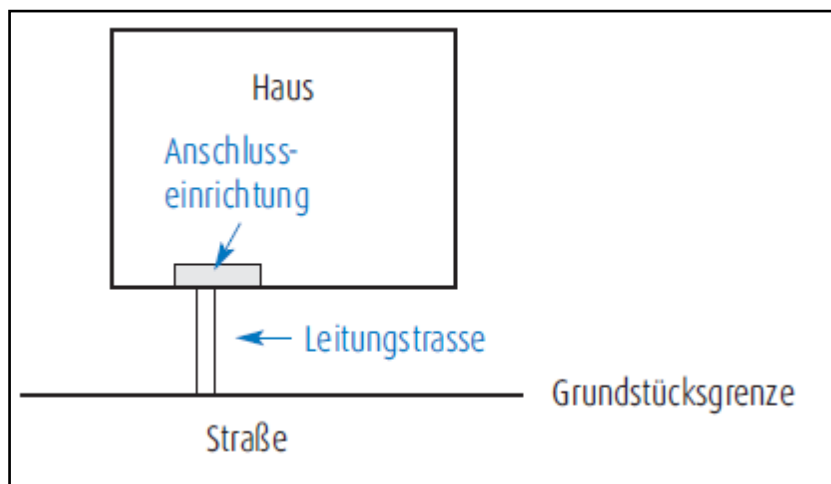 Haus
Anschluss-
einrichtung
Leitungstrasse
Grundstücksgrenze
Straße